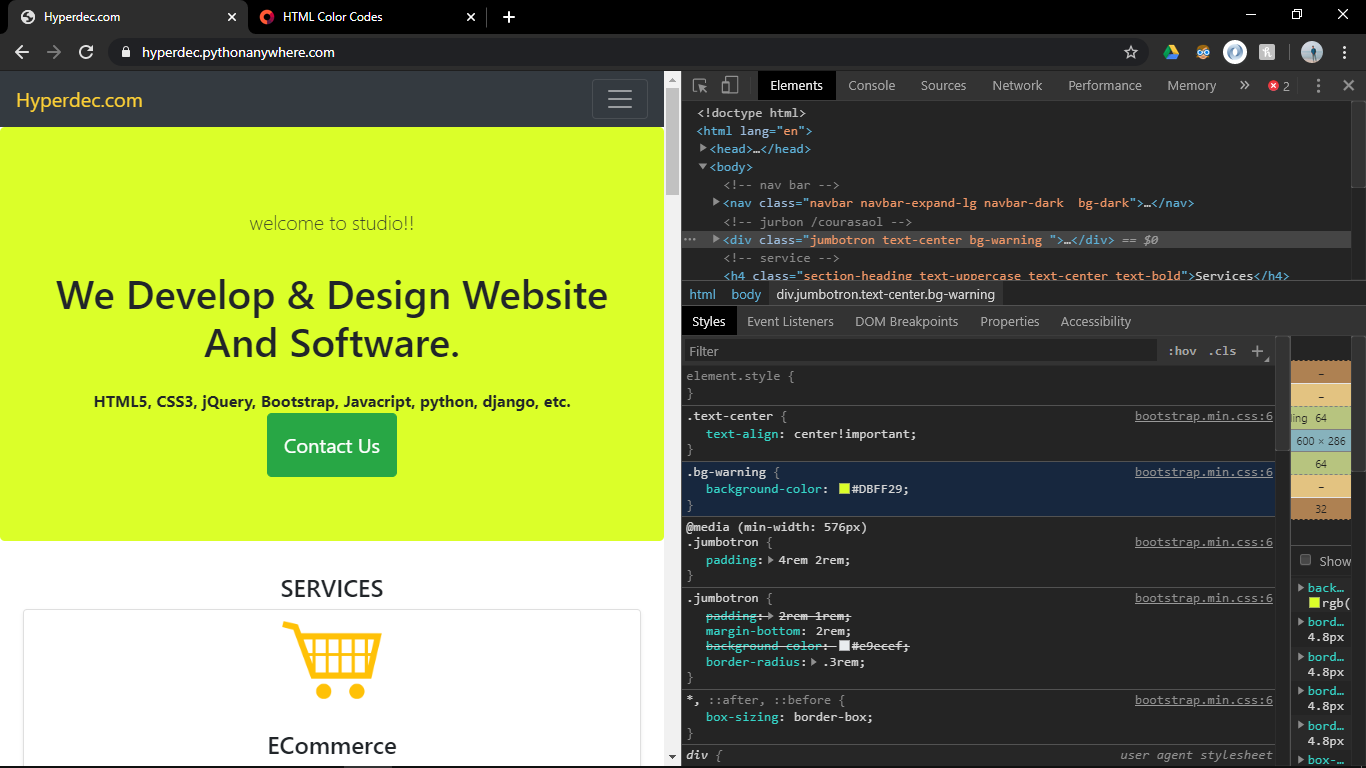 Hyperdec.com
HTML Color Codes
hyperdec.pythonanywhere.com
Hyperdec.com
welcome to studio!!
We Develop & Design Website
And Software.
HTML5, CSS3, jQuery, Bootstrap, Javacript, python, django, etc.
Contact Us
SERVICES
ECommerce
Elements Console Sources Network Performance Memory » 2
<!doctype html>
<html lang="en">
<head>…</head>
<body>
<!-- nav bar -->
<nav class="navbar navbar-expand-lg navbar-dark  bg-dark">…</nav>
<!-- jurbon /courasaol -->
… <div class="jumbotron text-center bg-warning ">…</div> == $0
<!-- service -->
<h4 class="section-heading text-uppercase text-center text-bold">Services</h4>
html body div.jumbotron.text-center.bg-warning
Styles Event Listeners DOM Breakpoints Properties Accessibility
Filter :hov .cls +
element.style {
}
.text-center { bootstrap.min.css:6
text-align: center!important;
}
.bg-warning { bootstrap.min.css:6
background-color: #DBFF29;
}
@media (min-width: 576px)
.jumbotron { bootstrap.min.css:6
padding: 4rem 2rem;
}
.jumbotron { bootstrap.min.css:6
padding: 2rem 1rem;
margin-bottom: 2rem;
background-color: #e9ecef;
border-radius: .3rem;
}
*, ::after, ::before { bootstrap.min.css:6
box-sizing: border-box;
}
div { user agent stylesheet
–
–
ding 64
600 × 286
64
–
32
Show
back…
rgb(
bord…
4.8px
bord…
4.8px
bord…
4.8px
bord…
4.8px
box-…